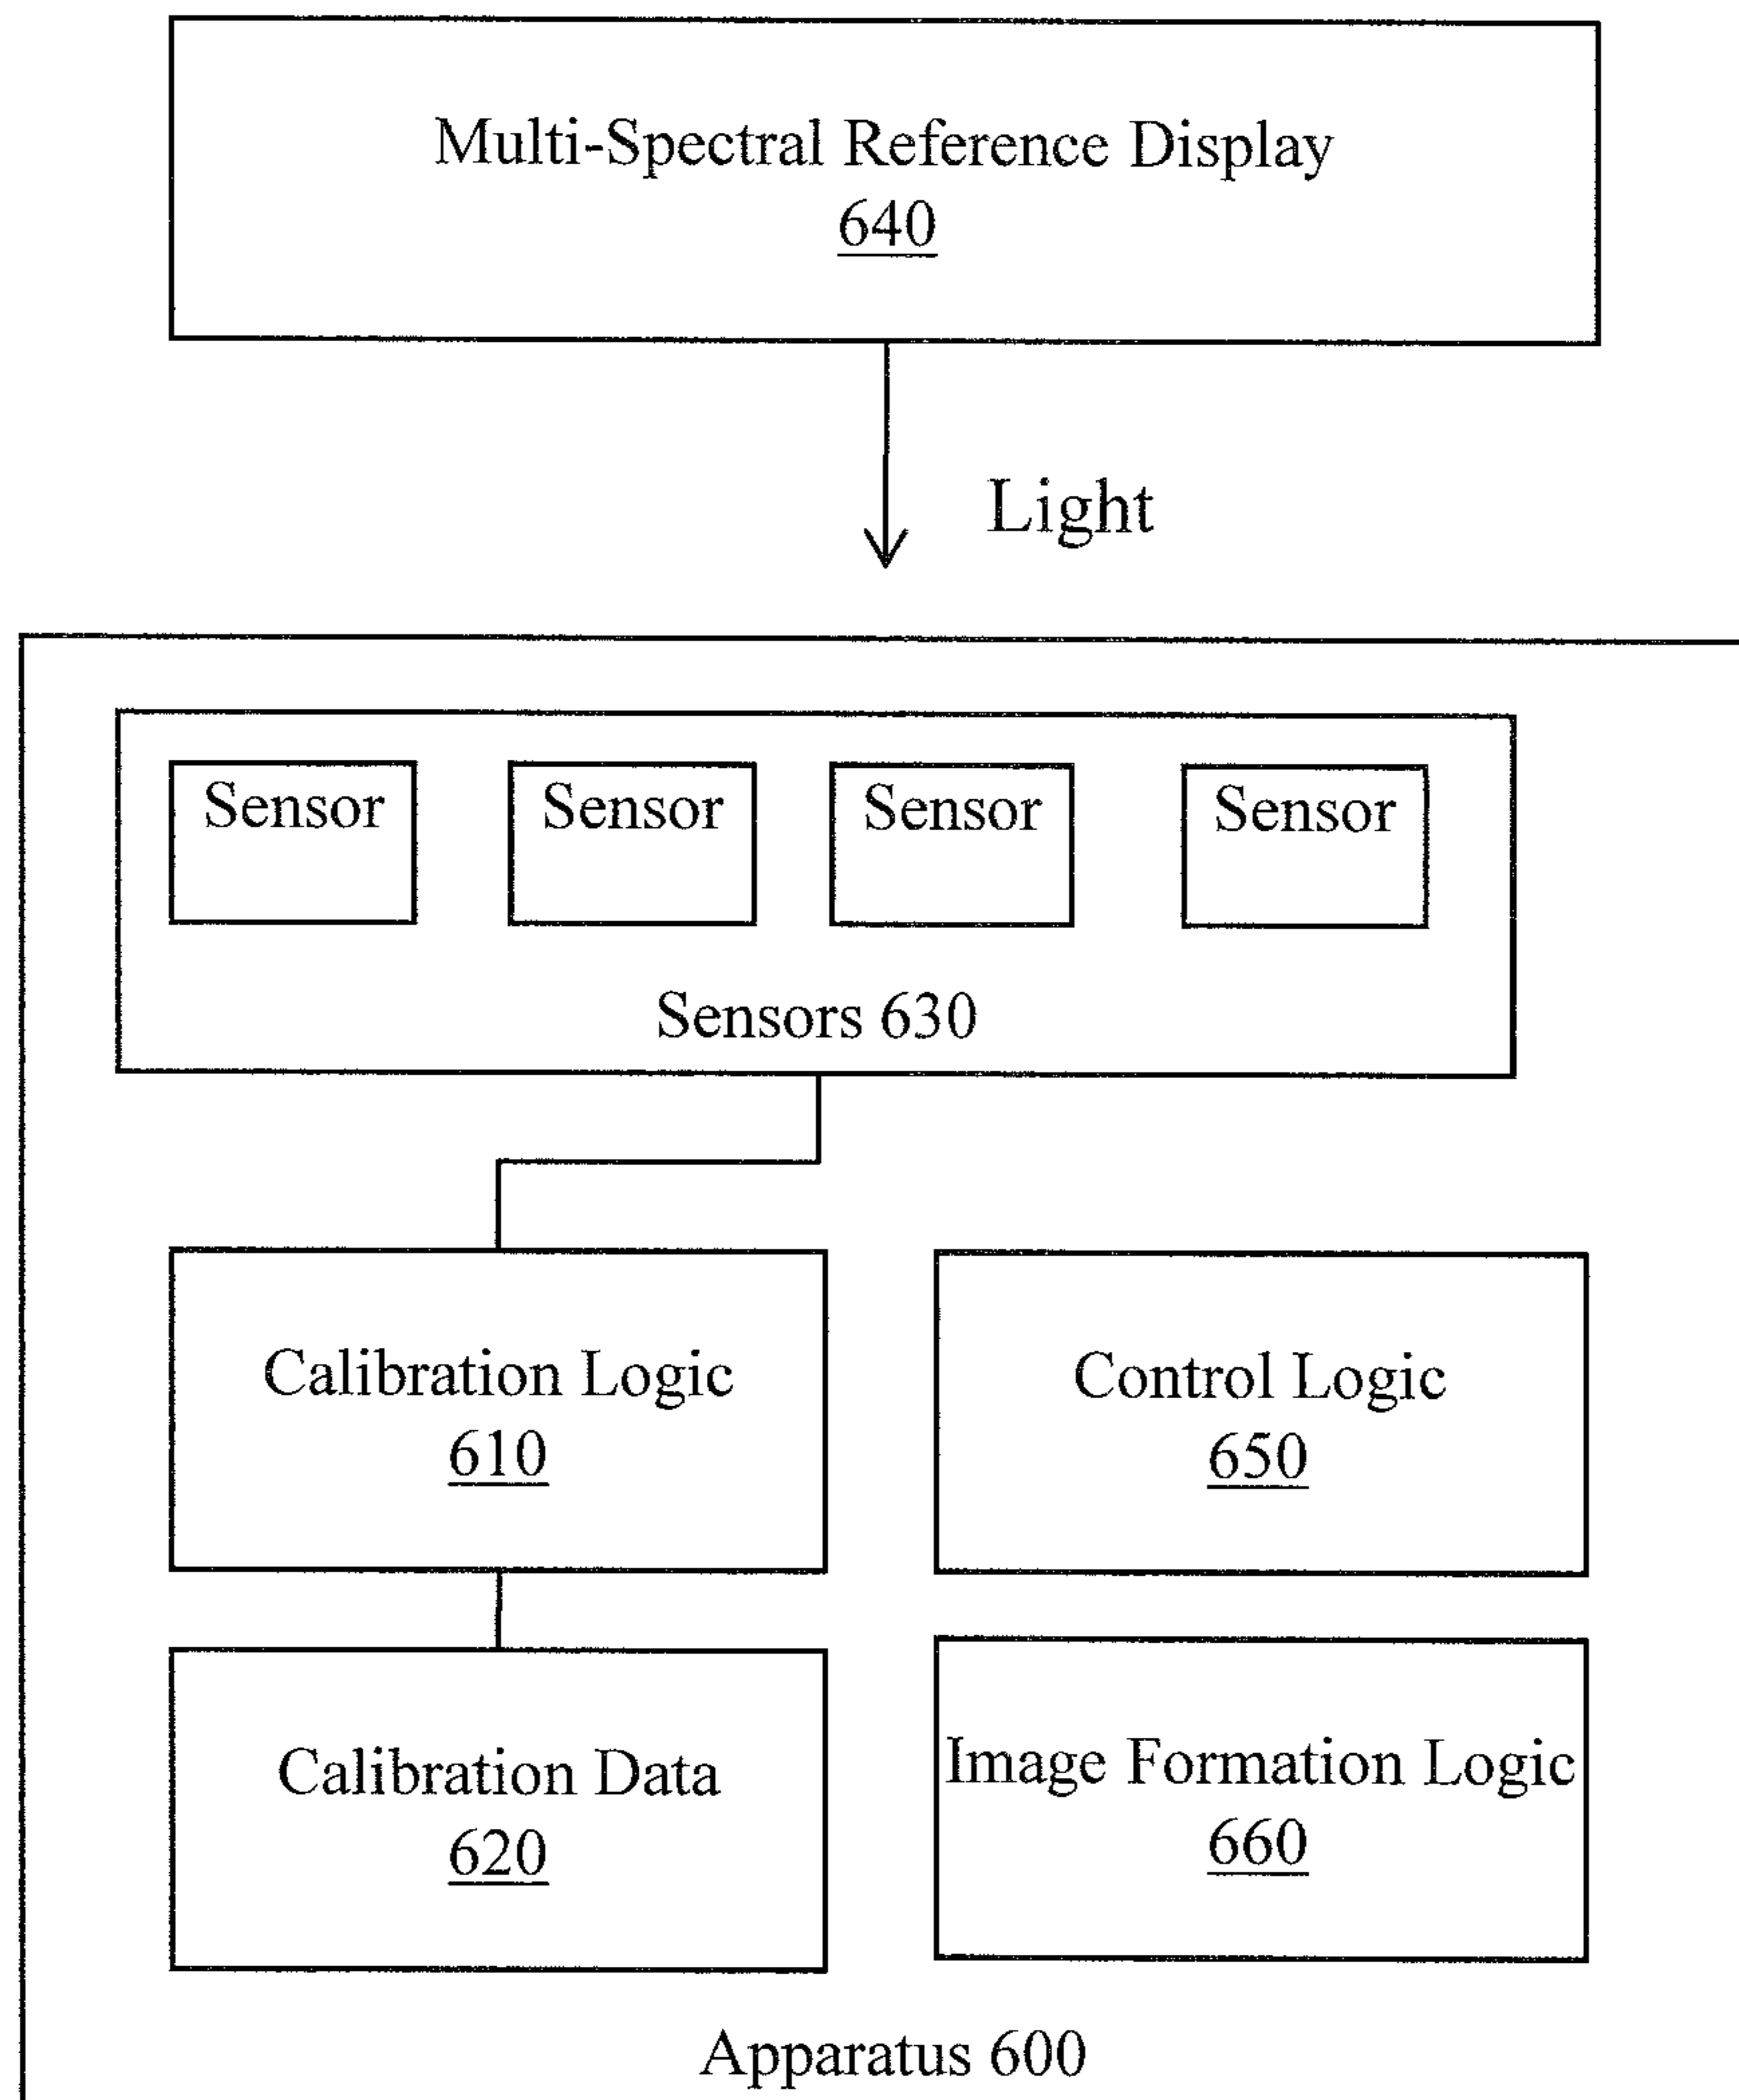 Multi-Spectral Reference Display
640
Light
Sensor Sensor Sensor Sensor
Sensors 630
Calibration Logic
610
Control Logic
650
Calibration Data
620
Image Formation Logic
660
Apparatus 600